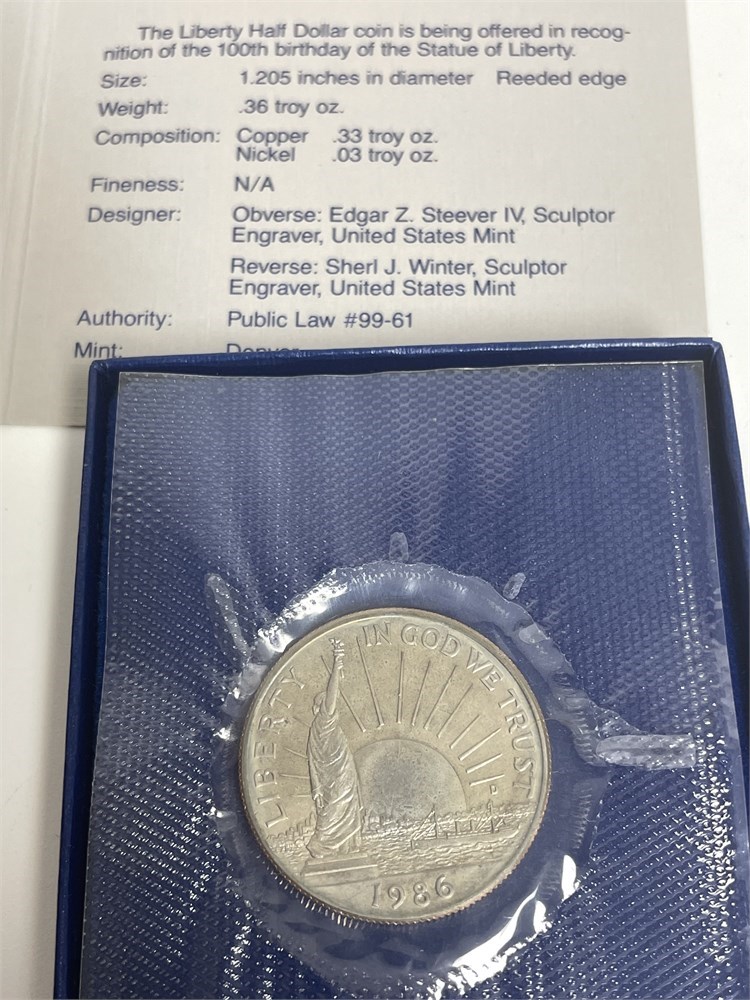 The Liberty Half Dollar coin is being offered in recog-
nition of the 100th birthday of the Statue of Liberty.
Size: 1.205 inches in diameter Reeded edge
Weight: .36 troy oz.
Composition: Copper .33 troy oz.
Nickel .03 troy oz.
Fineness: N/A
Designer: Obverse: Edgar Z. Steever IV, Sculptor
Engraver, United States Mint
Reverse: Sherl J. Winter, Sculptor
Engraver, United States Mint
Authority: Public Law #99-61
Mint: Denver
LIBERTY
IN GOD WE TRUST
D
1986